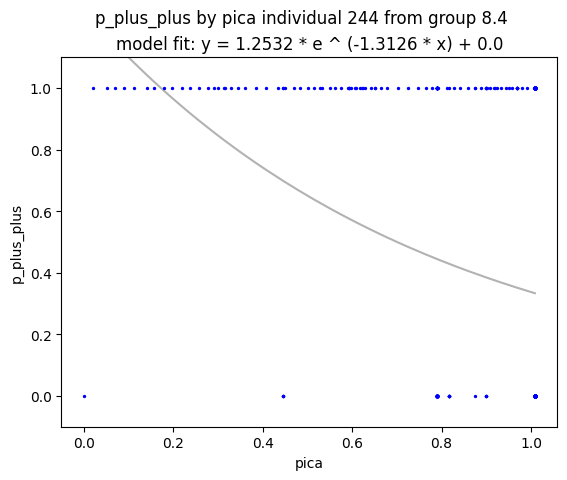 p_plus_plus by pica individual 244 from group 8.4
model fit: y = 1.2532 * e ^ (-1.3126 * x) + 0.0
1.0
0.8
0.6
0.4
0.2
0.0
p_plus_plus
0.0 0.2 0.4 0.6 0.8 1.0
pica